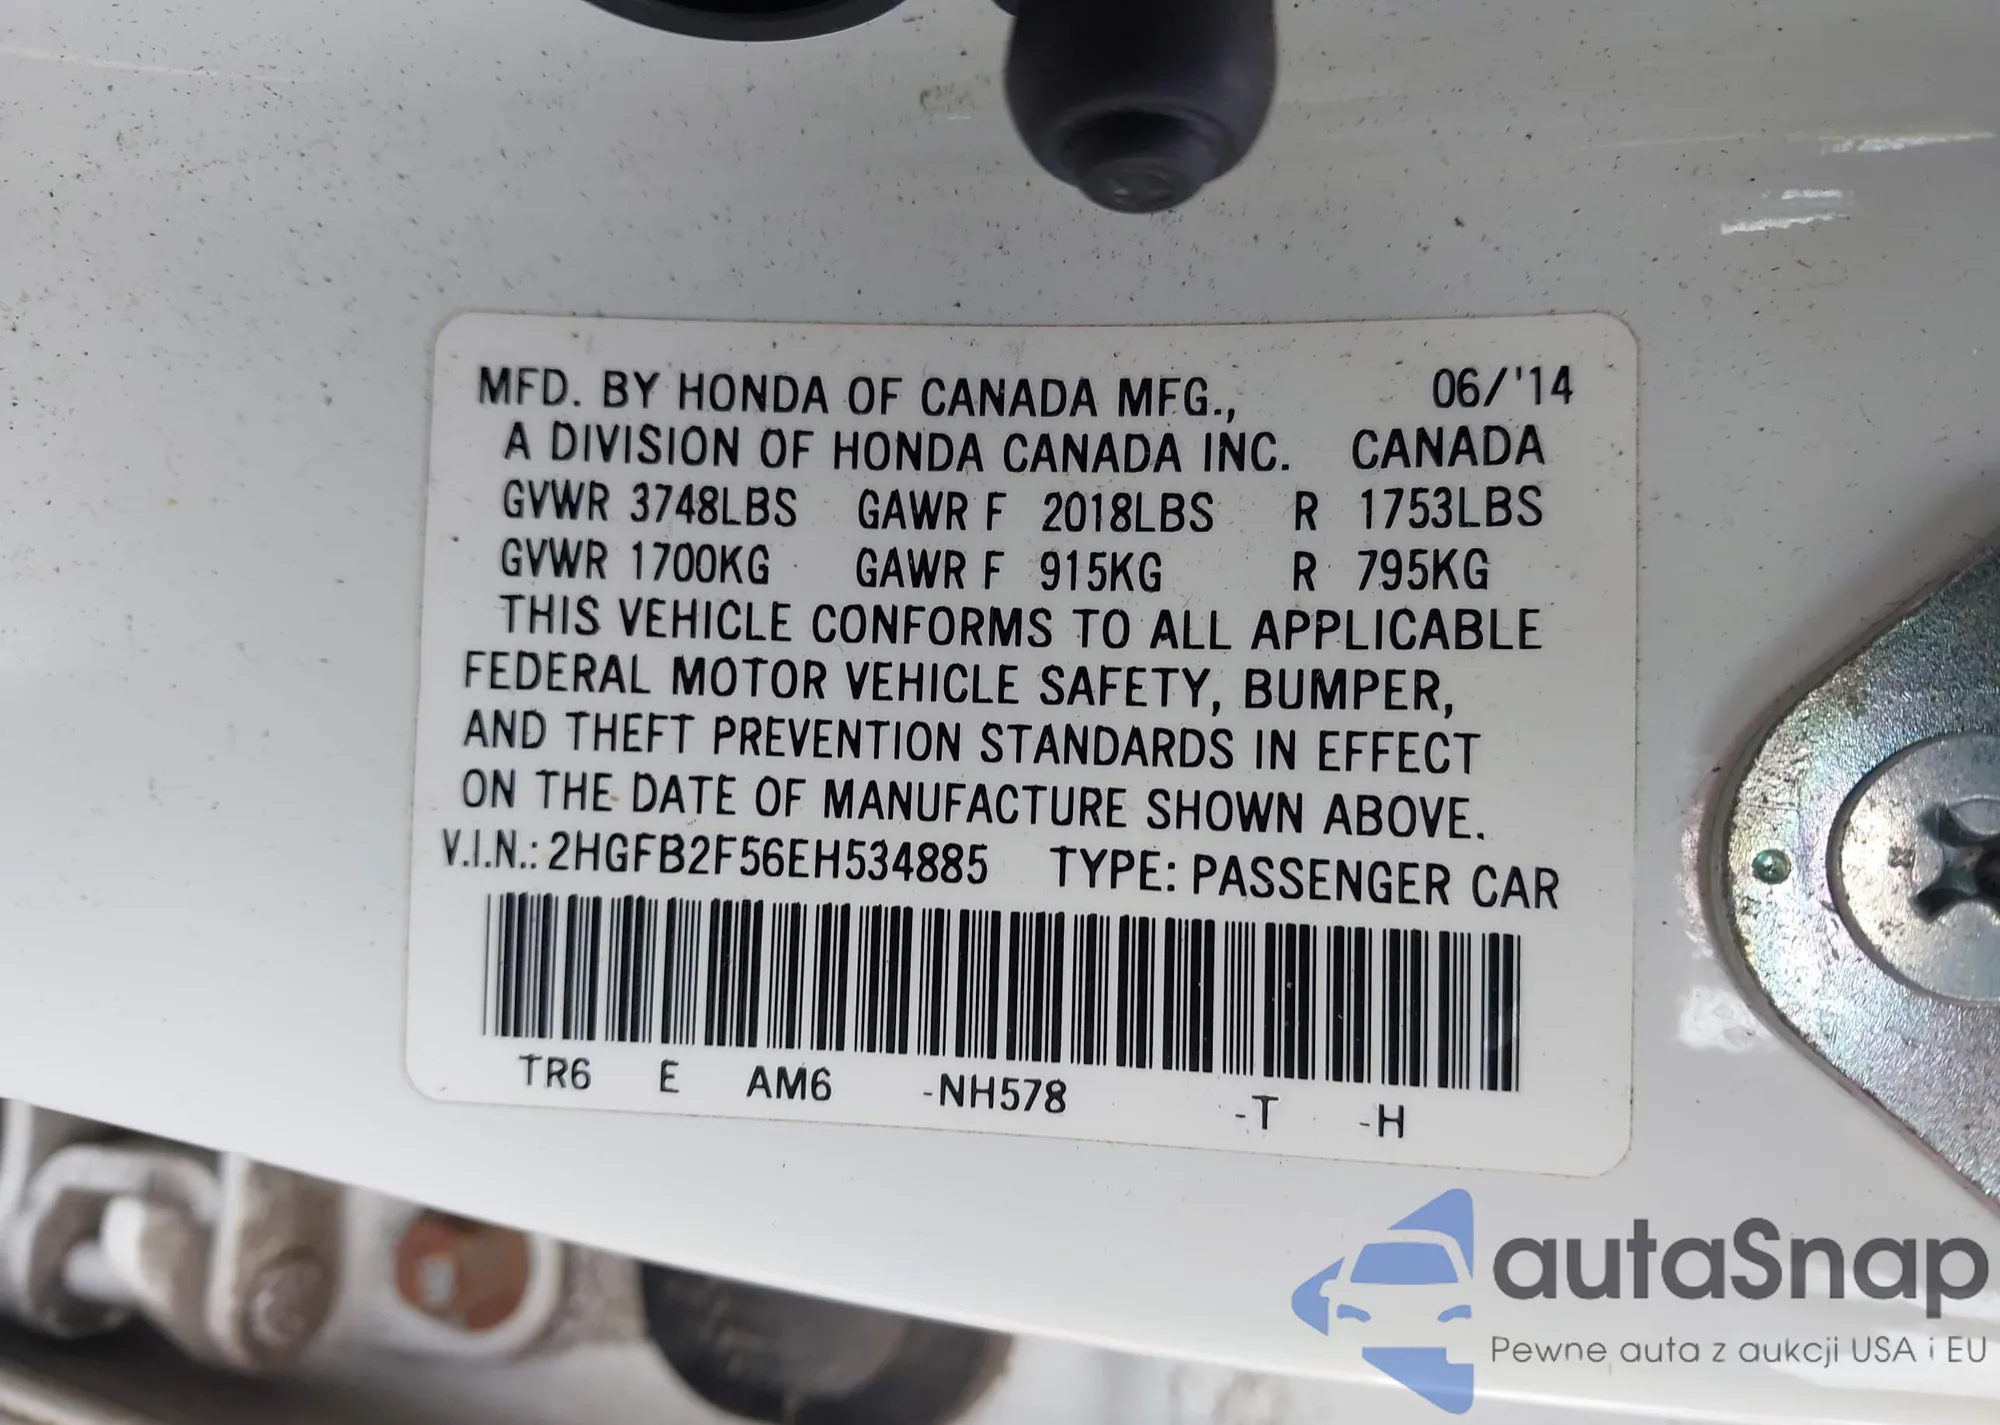 MFD. BY HONDA OF CANADA MFG., 06/'14
A DIVISION OF HONDA CANADA INC. CANADA
GVWR 3748LBS GAWR F 2018LBS R 1753LBS
GVWR 1700KG GAWR F 915KG R 795KG
THIS VEHICLE CONFORMS TO ALL APPLICABLE
FEDERAL MOTOR VEHICLE SAFETY, BUMPER,
AND THEFT PREVENTION STANDARDS IN EFFECT
ON THE DATE OF MANUFACTURE SHOWN ABOVE.
V.I.N.: 2HGFB2F56EH534885 TYPE: PASSENGER CAR
TR6 E AM6 -NH578 -T -H
autaSnap
Pewne auta z aukcji USA i EU